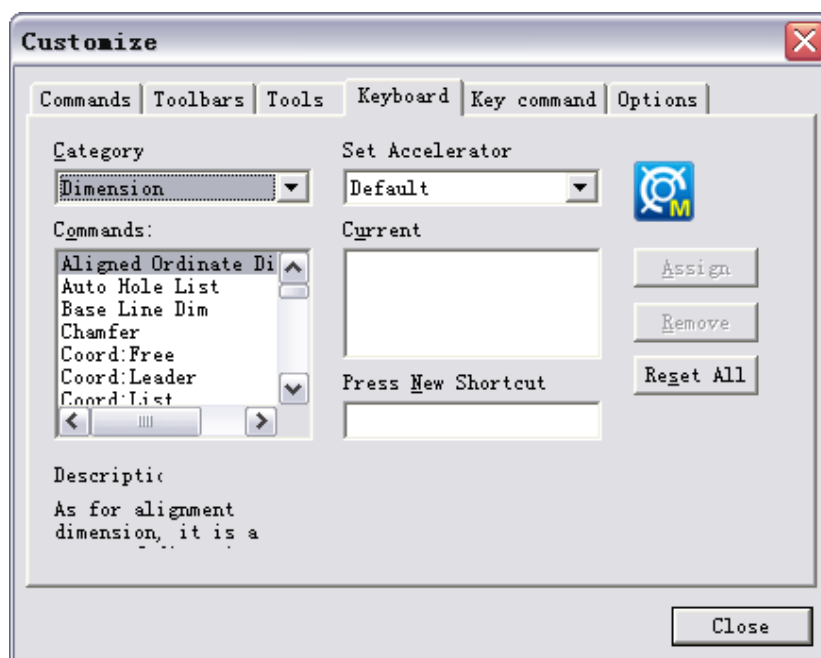 Customize
Commands Toolbars Tools Keyboard Key command Options
Category
Dimension
Commands:
Aligned Ordinate Di
Auto Hole List
Base Line Dim
Chamfer
Coord:Free
Coord:Leader
Coord:List
Set Accelerator
Default
Current
Press New Shortcut
M
Assign
Remove
Reset All
Descriptic
As for alignment
dimension, it is a
Close